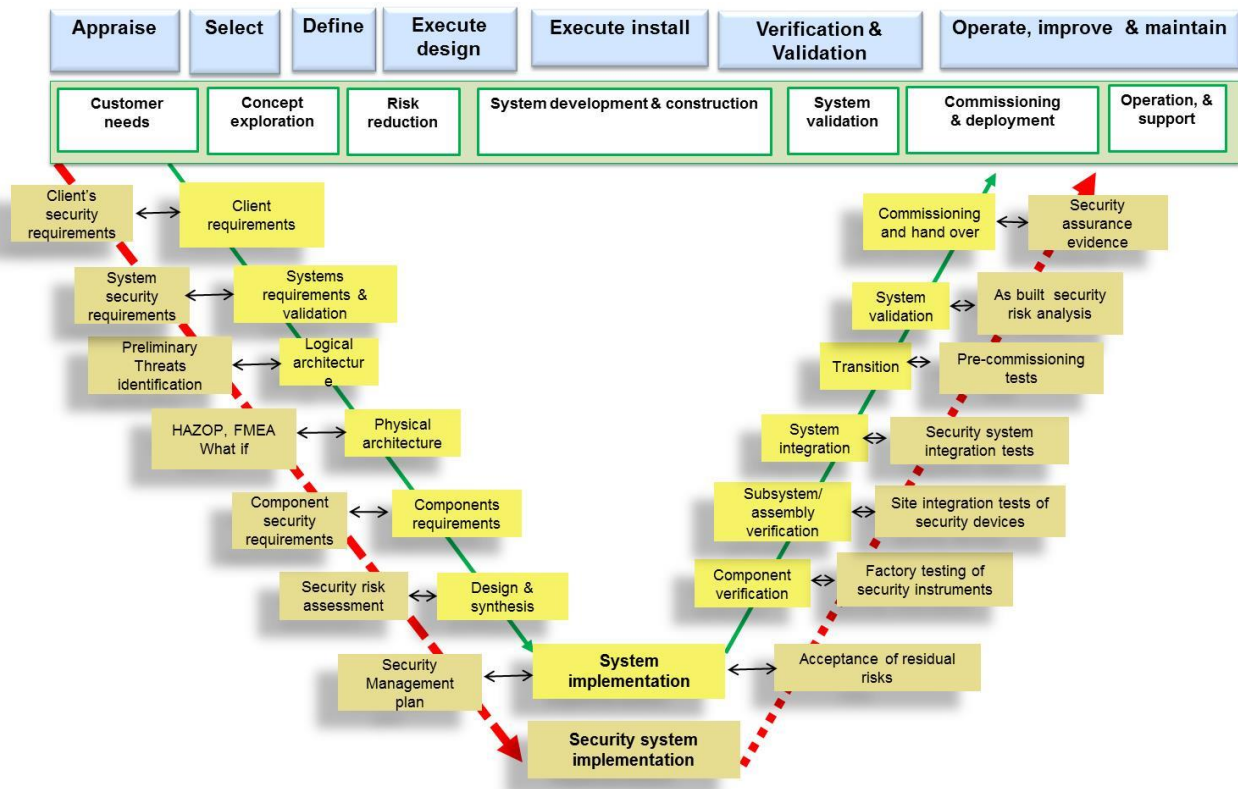 Appraise
Select
Define
Execute
design
Execute install
Verification &
Validation
Operate, improve & maintain
Customer
needs
Concept
exploration
Risk
reduction
System development & construction
System
validation
Commissioning
& deployment
Operation, &
support
Client's
security
requirements
Client
requirements
Commissioning
and hand over
Security
assurance
evidence
System
security
requirements
Systems
requirements &
validation
System
validation
As built security
risk analysis
Preliminary
Threats
identification
Logical
architectur
e
Transition
Pre-commissioning
tests
HAZOP, FMEA
What if
Physical
architecture
System
integration
Security system
integration tests
Component
security
requirements
Components
requirements
Subsystem/
assembly
verification
Site integration tests of
security devices
Security risk
assessment
Design &
synthesis
Component
verification
Factory testing of
security instruments
Security
Management
plan
System
implementation
Acceptance of residual
risks
Security system
implementation